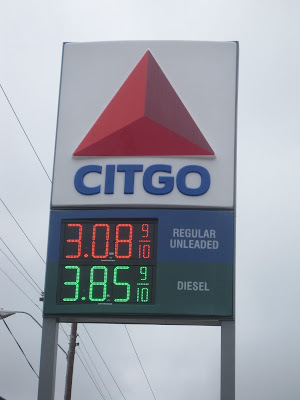 CITGO
3.08 9/10 REGULAR
UNLEADED
3.85 9/10 DIESEL